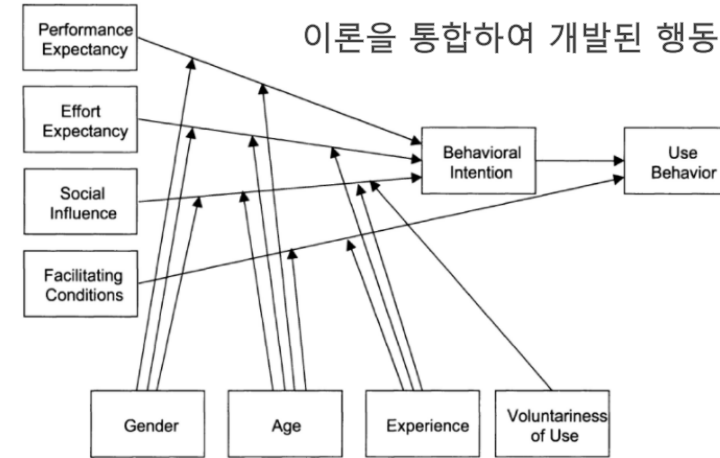 이론을 통합하여 개발된 행동
Performance
Expectancy
Effort
Expectancy
Social
Influence
Facilitating
Conditions
Behavioral
Intention
Use
Behavior
Gender
Age
Experience
Voluntariness
of Use